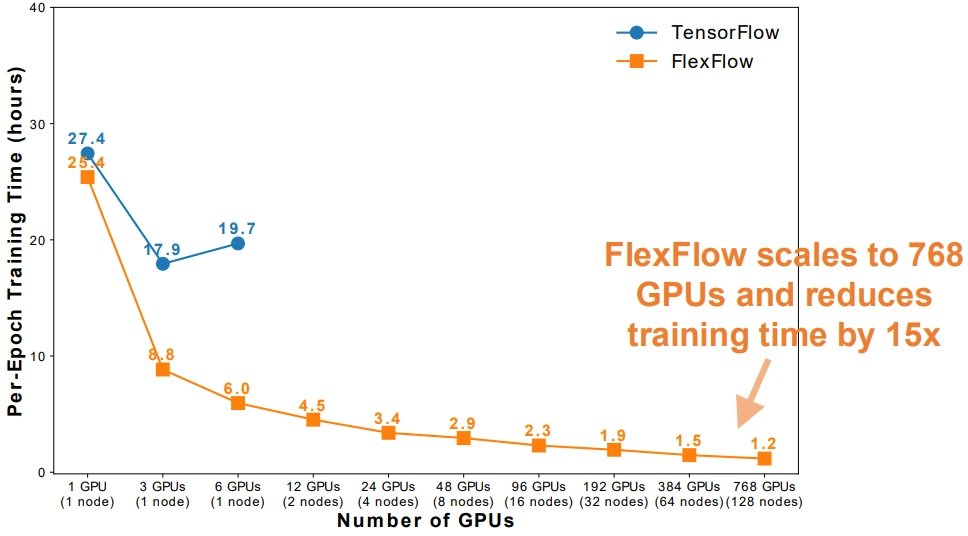 40
30
20
10
0
Per-Epoch Training Time (hours)
TensorFlow
FlexFlow
27.4
25.4
17.9
19.7
8.8
6.0
4.5
3.4
2.9
2.3
1.9
1.5
1.2
FlexFlow scales to 768
GPUs and reduces
training time by 15x
1 GPU
(1 node)
3 GPUs
(1 node)
6 GPUs
(1 node)
12 GPUs
(2 nodes)
24 GPUs
(4 nodes)
48 GPUs
(8 nodes)
96 GPUs
(16 nodes)
192 GPUs
(32 nodes)
384 GPUs
(64 nodes)
768 GPUs
(128 nodes)
Number of GPUs